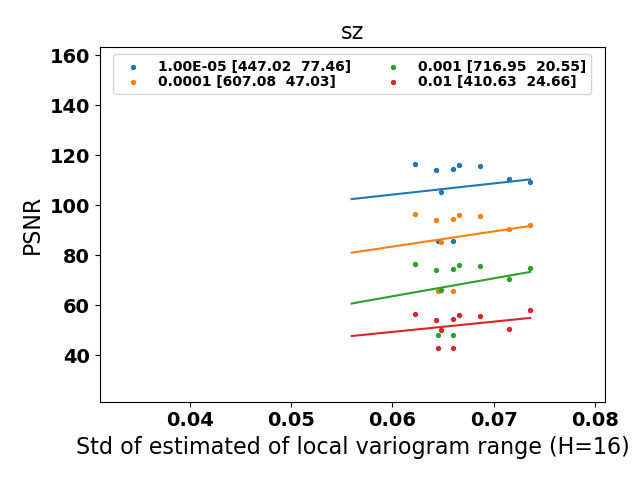 sz
160
140
120
100
80
60
40
PSNR
1.00E-05 [447.02  77.46]
0.0001 [607.08  47.03]
0.001 [716.95  20.55]
0.01 [410.63  24.66]
0.04
0.05
0.06
0.07
0.08
Std of estimated of local variogram range (H=16)